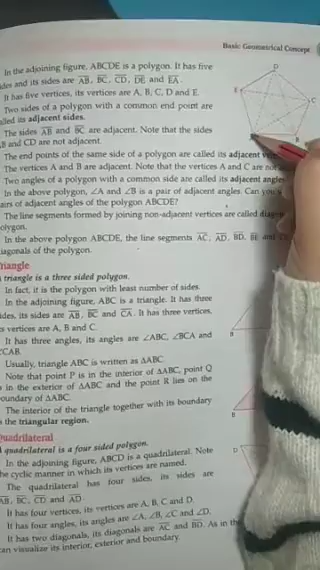 Basic Geometrical Concept
In the adjoining figure, ABCDE is a polygon. It has five
and its sides are AB, BC, CD, DE and EA.
It has five vertices, its vertices are A, B, C, D and E.
Two sides of a polygon with a common end point are
its adjacent sides.
The sides AB and BC are adjacent. Note that the sides
and CD are not adjacent.
The end points of the same side of a polygon are called its adjacent
The vertices A and B are adjacent. Note that the vertices A and C are not
Two angles of a polygon with a common side are called its adjacent angles
In the above polygon, ∠A and ∠B is a pair of adjacent angles. Can you
of adjacent angles of the polygon ABCDE?
The line segments formed by joining non-adjacent vertices are called
In the above polygon ABCDE, the line segments AC, AD, BD, BE and
of the polygon.
triangle is a three sided polygon.
In fact, it is the polygon with least number of sides.
In the adjoining figure, ABC is a triangle. It has three
its sides are AB, BC and CA. It has three vertices,
vertices are A, B and C.
It has three angles, its angles are ∠ABC, ∠BCA and
CAB.
Usually, triangle ABC is written as ΔABC.
Note that point P is in the interior of ΔABC, point Q
in the exterior of ΔABC and the point R lies on the
of ΔABC.
The interior of the triangle together with its boundary
the triangular region.
quadrilateral is a four sided polygon.
In the adjoining figure, ABCD is a quadrilateral. Note
cyclic manner in which its vertices are named.
The quadrilateral has four sides, its sides are
AB, BC, CD and AD.
It has four vertices, its vertices are A, B, C and D.
It has four angles, its angles are ∠A, ∠B, ∠C and ∠D.
It has two diagonals, its diagonals are AC and BD. As in the
can visualize its interior, exterior and boundary.
D
E
C
B
B
B
D